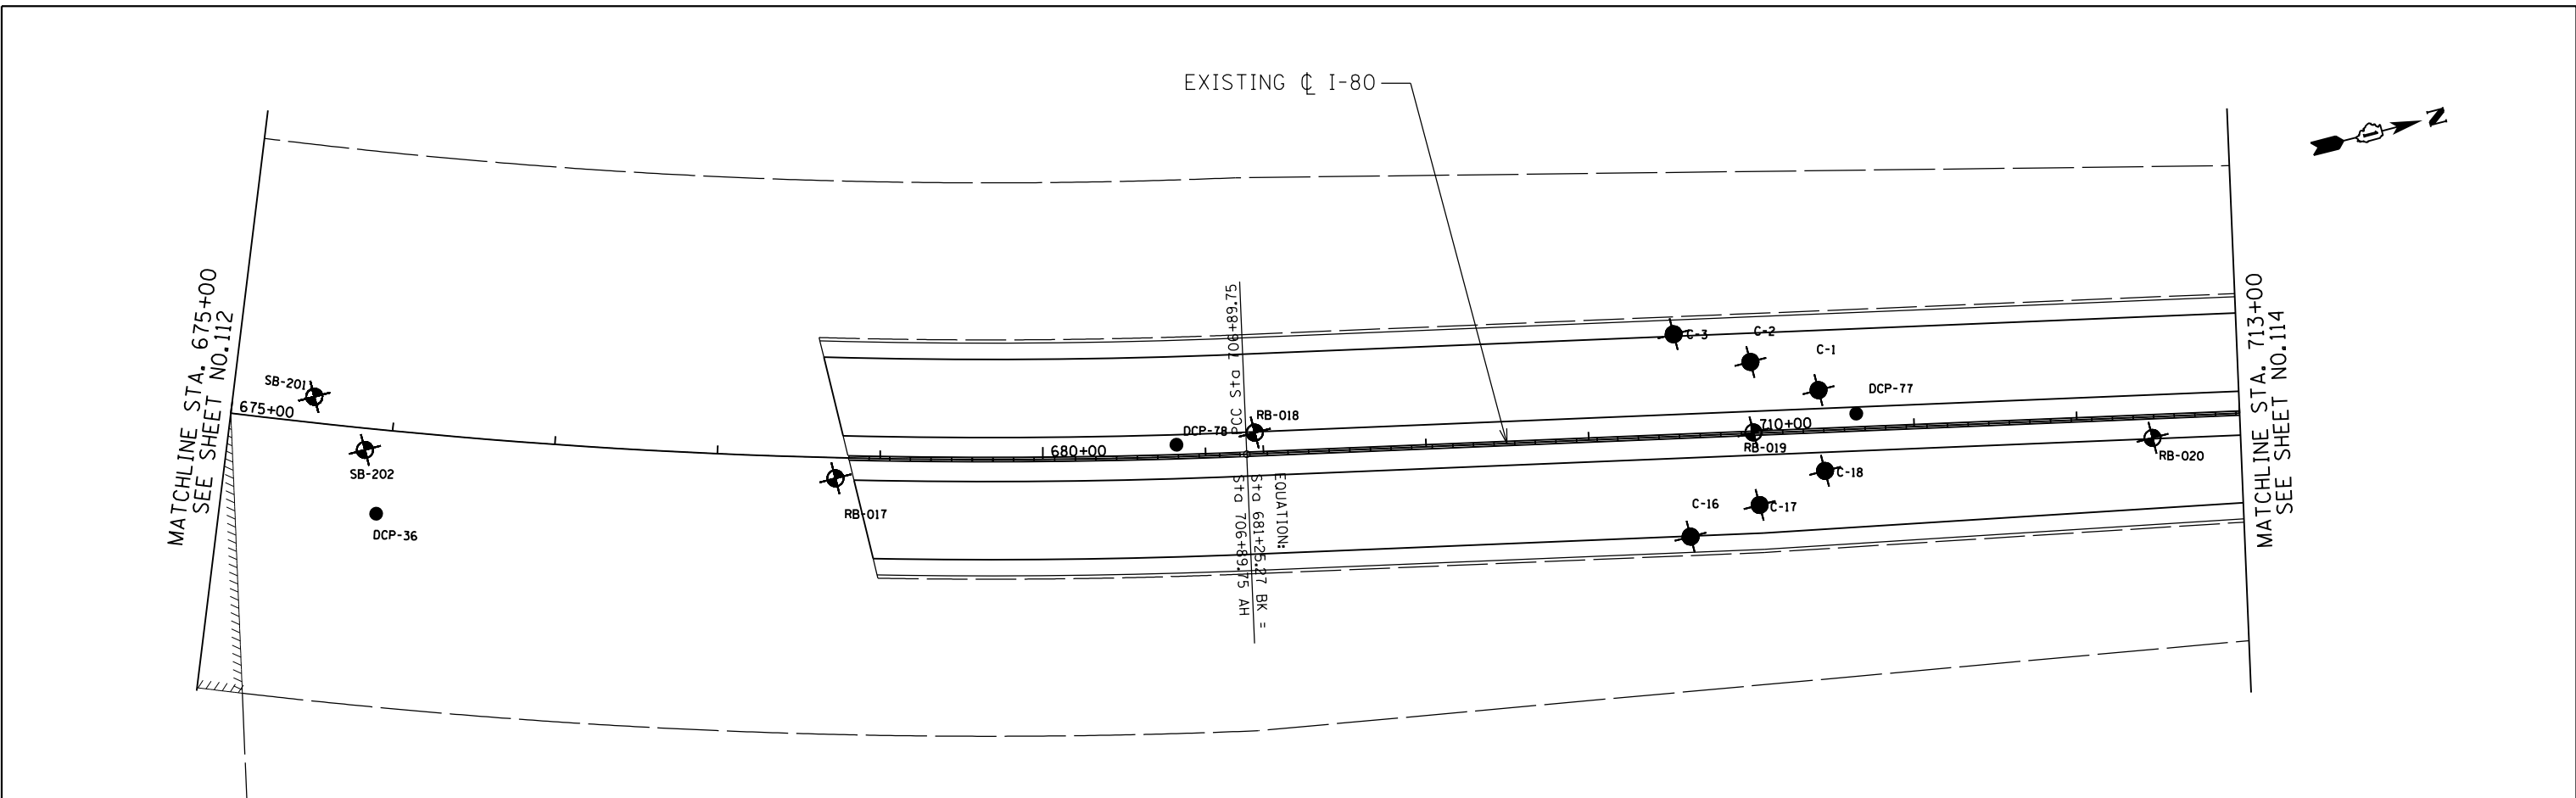 EXISTING ℄ I-80
N
MATCHLINE STA. 675+00
SEE SHEET NO.112
675+00
SB-201
SB-202
DCP-36
RB-017
680+00
DCP-78
RB-018
PCC Sta 706+89.75
EQUATION:
Sta 681+25.27 BK =
Sta 706+89.75 AH
C-3
C-2
C-1
DCP-77
710+00
RB-019
C-18
C-17
C-16
RB-020
MATCHLINE STA. 713+00
SEE SHEET NO.114